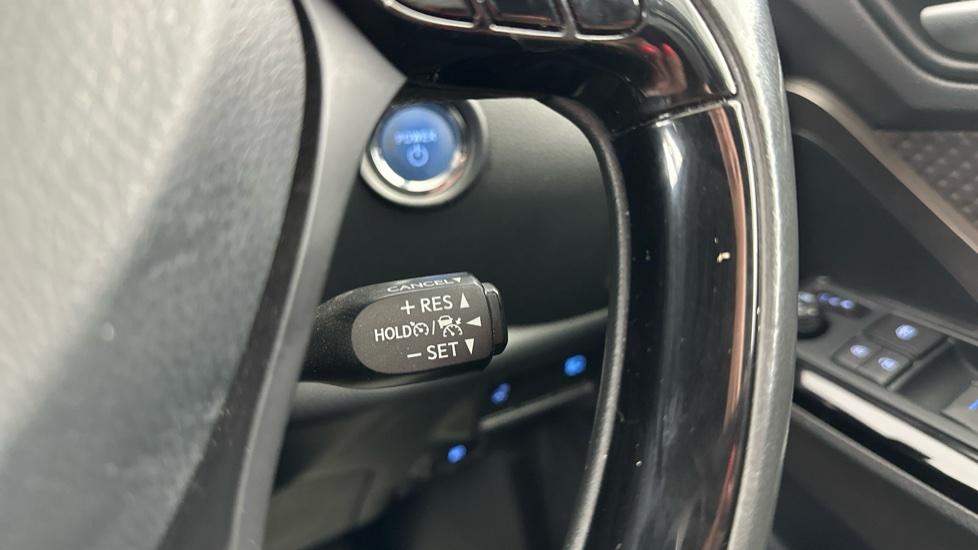 POWER
CANCEL▼
+ RES ▲
HOLD / ◀
− SET ▼